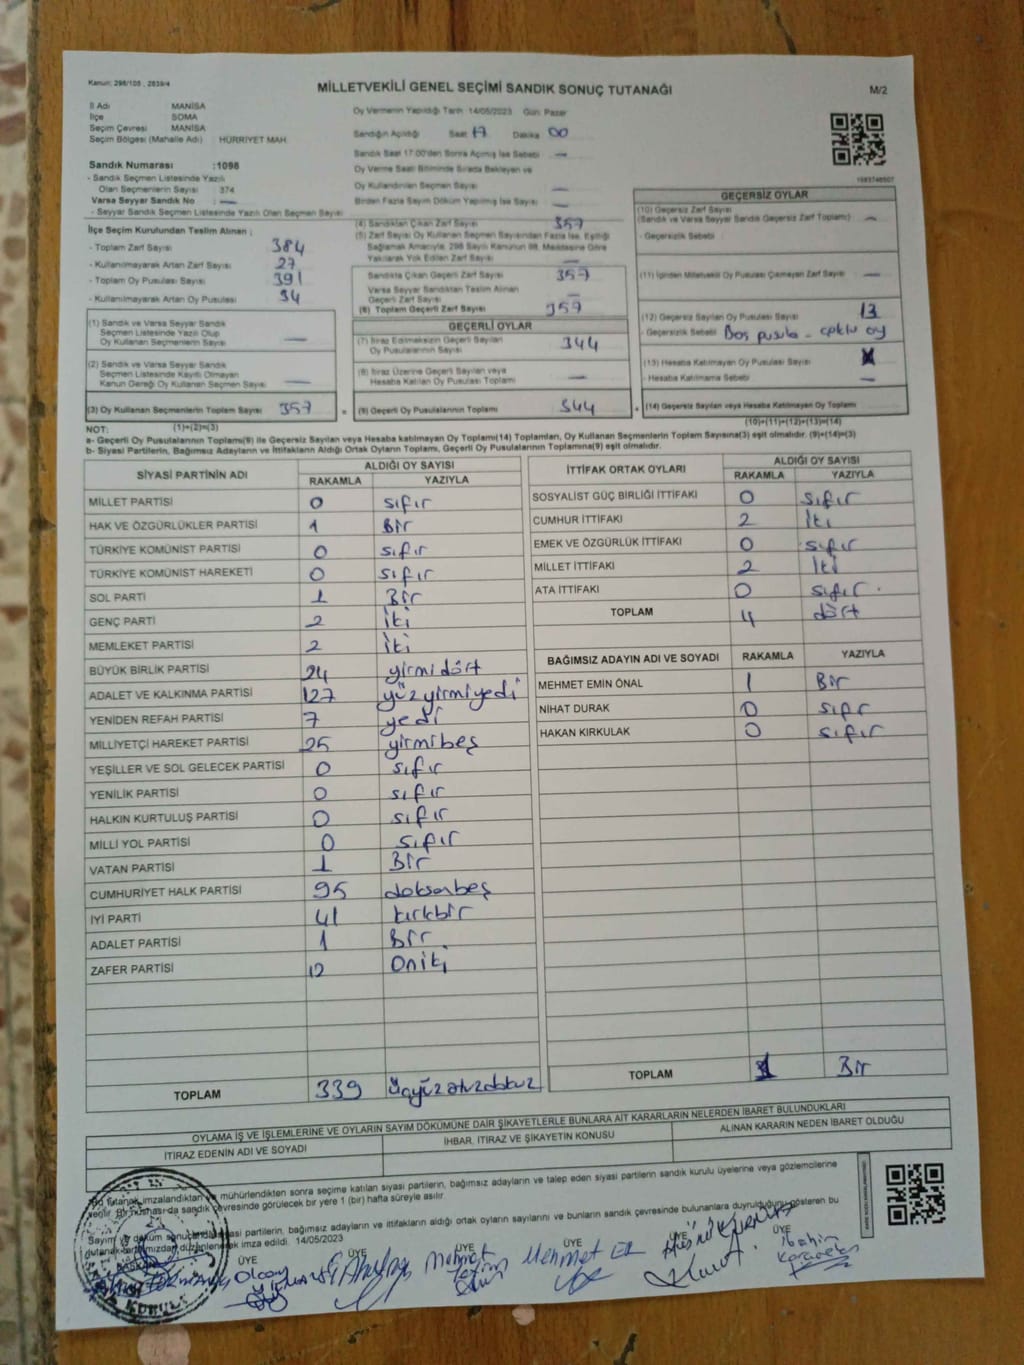 Kanun: 298/105 , 2839/4
MİLLETVEKİLİ GENEL SEÇİMİ SANDIK SONUÇ TUTANAĞI
M/2
İl Adı MANİSA
İlçe SOMA
Seçim Çevresi MANİSA
Seçim Bölgesi (Mahalle Adı) HÜRRİYET MAH.
Sandık Numarası :1098
- Sandık Seçmen Listesinde Yazılı
Olan Seçmenlerin Sayısı 374
Varsa Seyyar Sandık No —
- Seyyar Sandık Seçmen Listesinde Yazılı Olan Seçmen Sayısı
İlçe Seçim Kurulundan Teslim Alınan :
- Toplam Zarf Sayısı 384
- Kullanılmayarak Artan Zarf Sayısı 27
- Toplam Oy Pusulası Sayısı 391
- Kullanılmayarak Artan Oy Pusulası 34
(1) Sandık ve Varsa Seyyar Sandık
Seçmen Listesinde Yazılı Olup
Oy Kullanan Seçmenlerin Sayısı —
(2) Sandık ve Varsa Seyyar Sandık
Seçmen Listesinde Kayıtlı Olmayan
Kanun Gereği Oy Kullanan Seçmen Sayısı —
(3) Oy Kullanan Seçmenlerin Toplam Sayısı 357
(1)+(2)=(3)
Oy Vermenin Yapıldığı Tarih 14/05/2023 Gün: Pazar
Sandığın Açıldığı Saat 17 Dakika 00
Sandık Saat 17:00'den Sonra Açılmış İse Sebebi —
Oy Verme Saati Bitiminde Sırada Bekleyen ve
Oy Kullandırılan Seçmen Sayısı —
Birden Fazla Sayım Döküm Yapılmış İse Sayısı —
(4) Sandıktan Çıkan Zarf Sayısı 357
(5) Zarf Sayısı Oy Kullanan Seçmen Sayısından Fazla İse, Eşitliği
Sağlamak Amacıyla, 298 Sayılı Kanunun 98. Maddesine Göre
Yakılarak Yok Edilen Zarf Sayısı —
Sandıkta Çıkan Geçerli Zarf Sayısı 357
Varsa Seyyar Sandıktan Teslim Alınan
Geçerli Zarf Sayısı —
(6) Toplam Geçerli Zarf Sayısı 357
GEÇERLİ OYLAR
(7) İtiraz Edilmeksizin Geçerli Sayılan
Oy Pusulalarının Sayısı 344
(8) İtiraz Üzerine Geçerli Sayılan veya
Hesaba Katılan Oy Pusulası Toplamı —
(9) Geçerli Oy Pusulalarının Toplamı 344
GEÇERSİZ OYLAR
(10) Geçersiz Zarf Sayısı
(Sandık ve Varsa Seyyar Sandık Geçersiz Zarf Toplamı) —
- Geçersizlik Sebebi
(11) İçinden Milletvekili Oy Pusulası Çıkmayan Zarf Sayısı —
(12) Geçersiz Sayılan Oy Pusulası Sayısı 13
- Geçersizlik Sebebi Boş pusula - çoklu oy
(13) Hesaba Katılmayan Oy Pusulası Sayısı
- Hesaba Katılmama Sebebi —
(14) Geçersiz Sayılan veya Hesaba Katılmayan Oy Toplamı
(10)+(11)+(12)+(13)=(14)
NOT:
a- Geçerli Oy Pusulalarının Toplamı(9) ile Geçersiz Sayılan veya Hesaba katılmayan Oy Toplamı(14) Toplamları, Oy Kullanan Seçmenlerin Toplam Sayısına(3) eşit olmalıdır. (9)+(14)=(3)
b- Siyasi Partilerin, Bağımsız Adayların ve İttifakların Aldığı Ortak Oyların Toplamı, Geçerli Oy Pusulalarının Toplamına(9) eşit olmalıdır.
SİYASİ PARTİNİN ADI ALDIĞI OY SAYISI
RAKAMLA YAZIYLA
MİLLET PARTİSİ 0 sıfır
HAK VE ÖZGÜRLÜKLER PARTİSİ 1 Bir
TÜRKİYE KOMÜNİST PARTİSİ 0 sıfır
TÜRKİYE KOMÜNİST HAREKETİ 0 sıfır
SOL PARTİ 1 Bir
GENÇ PARTİ 2 iki
MEMLEKET PARTİSİ 2 iki
BÜYÜK BİRLİK PARTİSİ 24 yirmi dört
ADALET VE KALKINMA PARTİSİ 127 yüz yirmi yedi
YENİDEN REFAH PARTİSİ 7 yedi
MİLLİYETÇİ HAREKET PARTİSİ 25 yirmi beş
YEŞİLLER VE SOL GELECEK PARTİSİ 0 sıfır
YENİLİK PARTİSİ 0 sıfır
HALKIN KURTULUŞ PARTİSİ 0 sıfır
MİLLİ YOL PARTİSİ 0 sıfır
VATAN PARTİSİ 1 Bir
CUMHURİYET HALK PARTİSİ 95 doksanbeş
İYİ PARTİ 41 kırkbir
ADALET PARTİSİ 1 Bir
ZAFER PARTİSİ 12 Oniki
TOPLAM 339 üçyüzotuzdokuz
İTTİFAK ORTAK OYLARI ALDIĞI OY SAYISI
RAKAMLA YAZIYLA
SOSYALİST GÜÇ BİRLİĞİ İTTİFAKI 0 sıfır
CUMHUR İTTİFAKI 2 İki
EMEK VE ÖZGÜRLÜK İTTİFAKI 0 sıfır
MİLLET İTTİFAKI 2 İki
ATA İTTİFAKI 0 sıfır.
TOPLAM 4 dört
BAĞIMSIZ ADAYIN ADI VE SOYADI RAKAMLA YAZIYLA
MEHMET EMİN ÖNAL 1 Bir
NİHAT DURAK 0 sıfır
HAKAN KIRKULAK 0 sıfır
TOPLAM 1 Bir
OYLAMA İŞ VE İŞLEMLERİNE VE OYLARIN SAYIM DÖKÜMÜNE DAİR ŞİKAYETLERLE BUNLARA AİT KARARLARIN NELERDEN İBARET BULUNDUKLARI
İTİRAZ EDENİN ADI VE SOYADI İHBAR, İTİRAZ VE ŞİKAYETİN KONUSU ALINAN KARARIN NEDEN İBARET OLDUĞU
tutanak imzalandıktan mühürlendikten sonra seçime katılan siyasi partilerin, bağımsız adayların ve talep eden siyasi partilerin sandık kurulu üyelerine veya gözlemcilerine
verilir. Bir nüshası da sandık çevresinde görülecek bir yere 1 (bir) hafta süreyle asılır.
Sayım ve döküm sonuçlarının siyasi partilerin, bağımsız adayların ve ittifakların aldığı ortak oyların sayılarını ve bunların sandık çevresinde bulunanlara duyurulduğunu gösteren bu
tutanak tarafımızdan düzenlenerek imza edildi. 14/05/2023
BAŞKAN ÜYE ÜYE ÜYE ÜYE ÜYE
Olcay Mehmet Mehmet İbrahim
KURULU